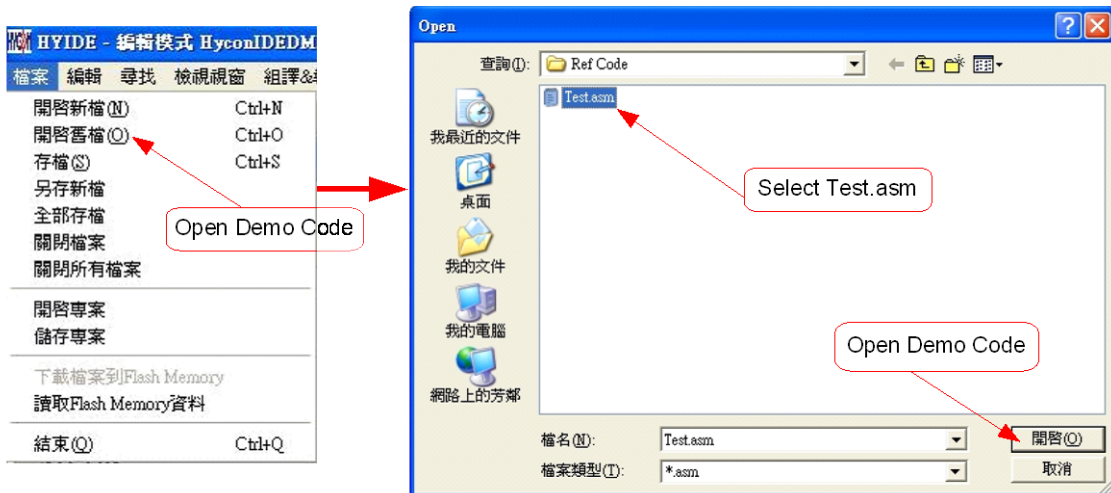 HYIDE - 編輯模式 HyconIDEDM
檔案 編輯 尋找 檢視視窗 組譯&
開啓新檔(N) Ctrl+N
開啓舊檔(O) Ctrl+O
存檔(S) Ctrl+S
另存新檔
全部存檔
關閉檔案
關閉所有檔案
開啓專案
儲存專案
下載檔案到Flash Memory
讀取Flash Memory資料
結束(Q) Ctrl+Q
Open Demo Code
Open
查詢(I): Ref Code
Test.asm
我最近的文件
桌面
我的文件
我的電腦
網路上的芳鄰
Select Test.asm
Open Demo Code
檔名(N): Test.asm 開啓(O)
檔案類型(T): *.asm 取消